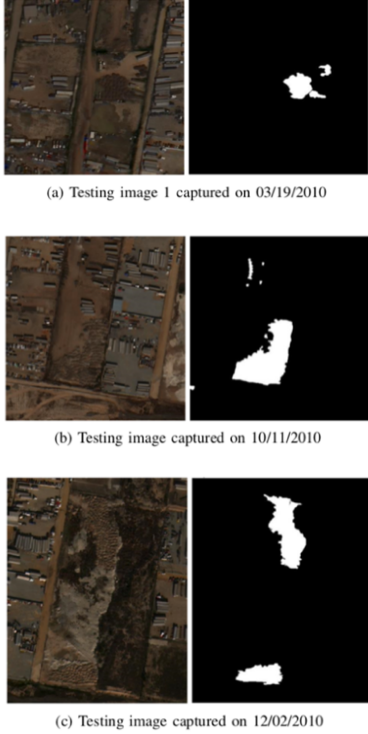 (a) Testing image 1 captured on 03/19/2010
(b) Testing image captured on 10/11/2010
(c) Testing image captured on 12/02/2010